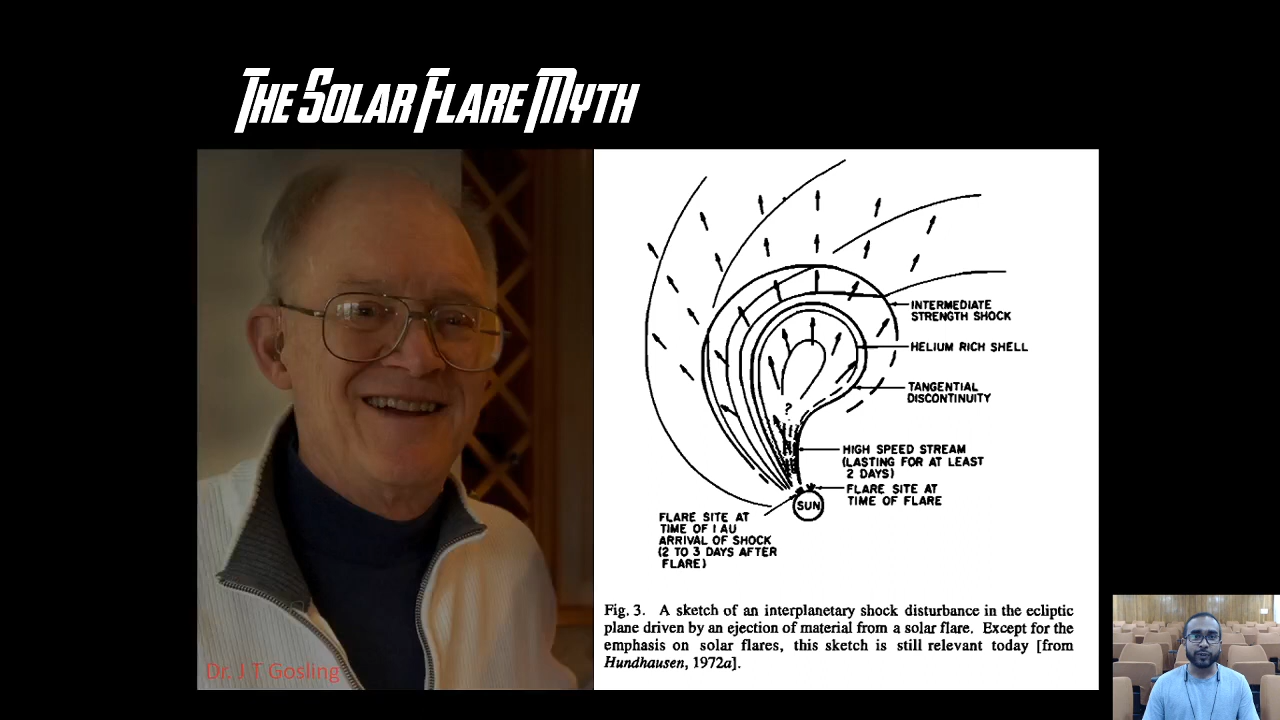 The Solar Flare Myth
INTERMEDIATE
STRENGTH SHOCK
HELIUM RICH SHELL
TANGENTIAL
DISCONTINUITY
?
HIGH SPEED STREAM
(LASTING FOR AT LEAST
2 DAYS)
FLARE SITE AT
TIME OF FLARE
SUN
FLARE SITE AT
TIME OF I AU
ARRIVAL OF SHOCK
(2 TO 3 DAYS AFTER
FLARE)
Fig. 3. A sketch of an interplanetary shock disturbance in the ecliptic
plane driven by an ejection of material from a solar flare. Except for the
emphasis on solar flares, this sketch is still relevant today [from
Hundhausen, 1972a].
Dr. J T Gosling